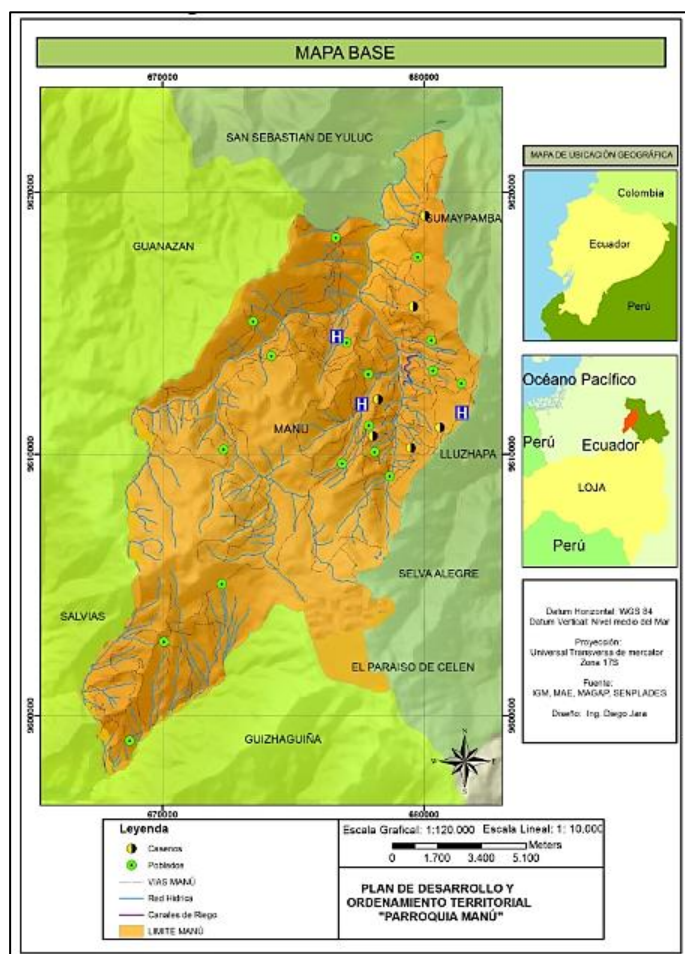 MAPA BASE
670000
680000
SAN SEBASTIAN DE YULUC
9620000
9620000
SUMAYPAMBA
GUANAZAN
H
H
H
MANÚ
9610000
9610000
LLUZHAPA
SELVA ALEGRE
SALVIAS
EL PARAISO DE CELEN
9600000
9600000
GUIZHAGUIÑA
N
W
E
S
670000
680000
MAPA DE UBICACIÓN GEOGRÁFICA
Colombia
Ecuador
Perú
Océano Pacífico
Perú
Ecuador
LOJA
Perú
Datum Horizontal: WGS 84
Datum Vertical: Nivel medio del Mar
Proyección:
Universal Transversa de mercator
Zona 17S
Fuente:
IGM, MAE, MAGAP, SENPLADES
Diseño: Ing. Diego Jara
Leyenda
Caserios
Poblados
VIAS MANÚ
Red Hidrica
Canales de Riego
LIMITE MANÚ
Escala Grafical: 1:120.000 Escala Lineal: 1: 10.000
Meters
0 1.700 3.400 5.100
PLAN DE DESARROLLO Y
ORDENAMIENTO TERRITORIAL
"PARROQUIA MANÚ"